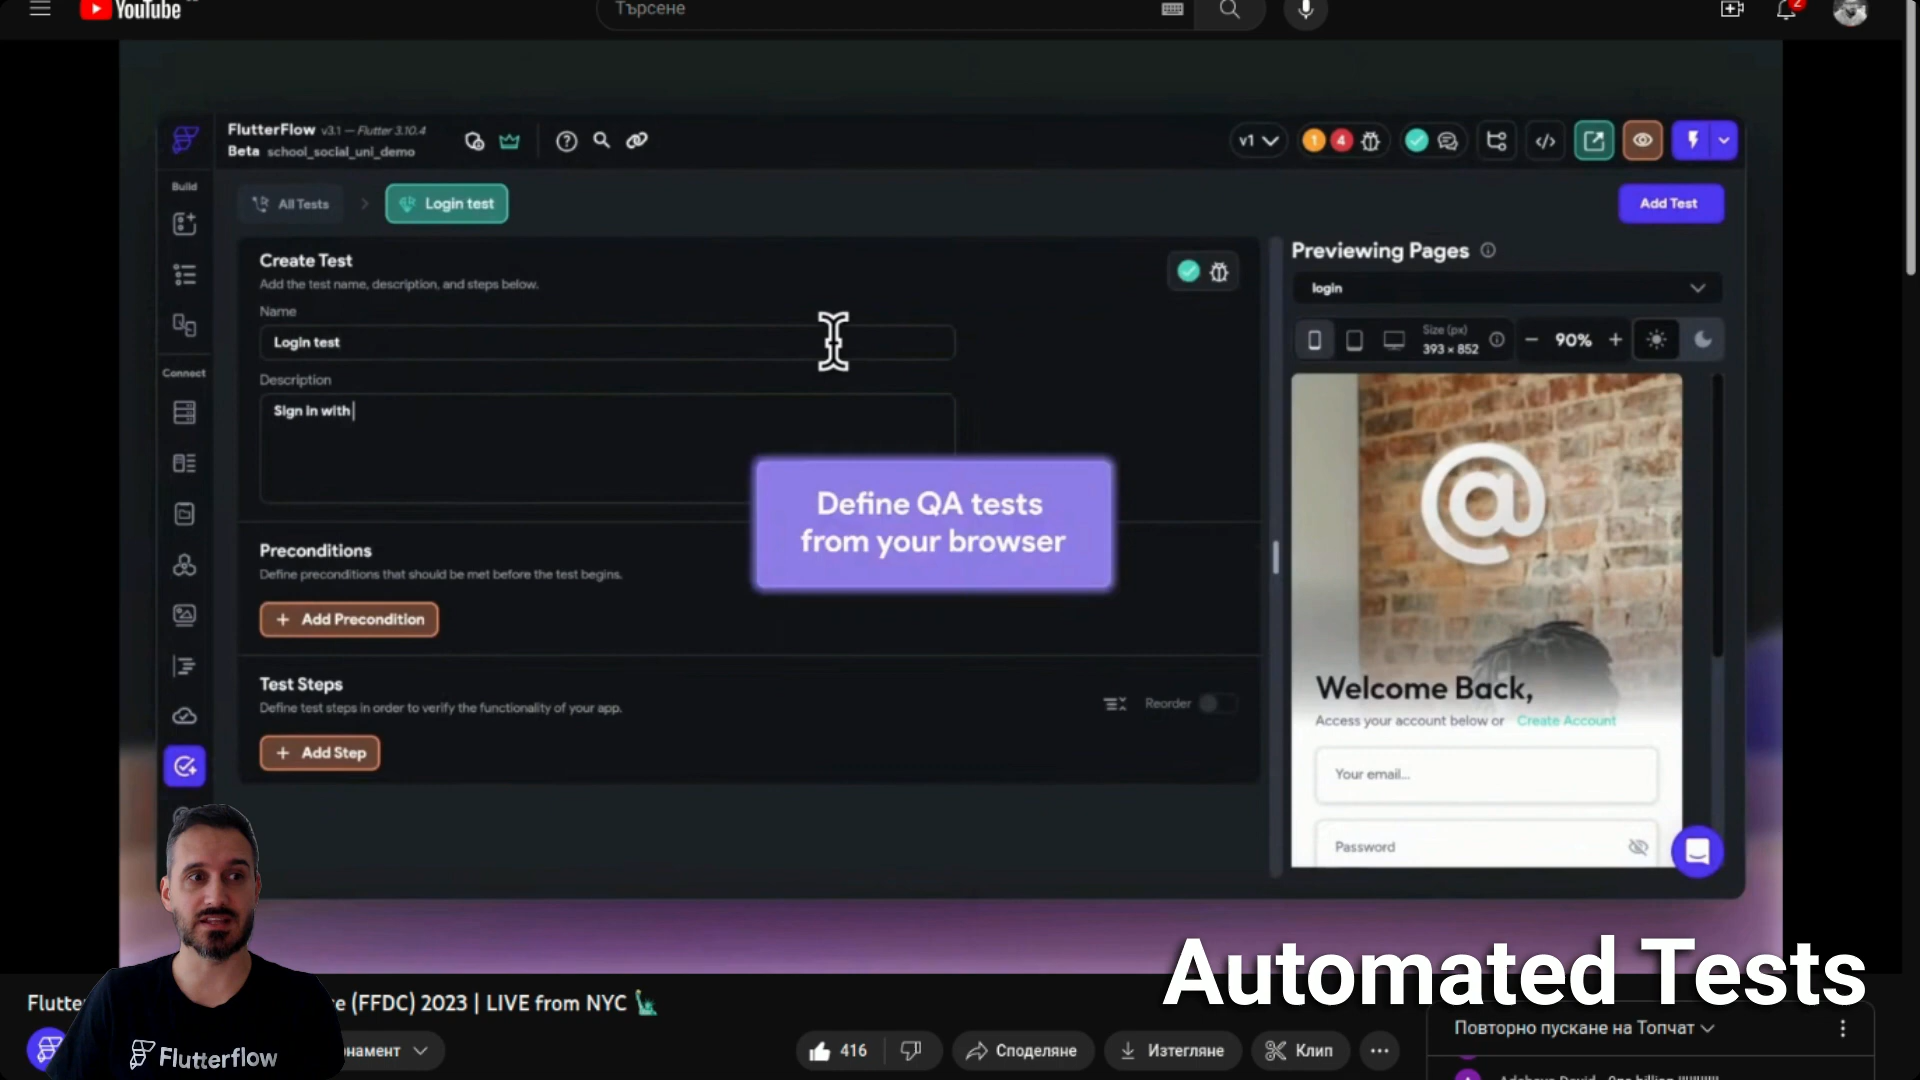 YouTube
Търсене
2
FlutterFlow v3.1 — Flutter 3.10.4
Beta school_social_uni_demo
v1
1
4
Build
All Tests
Login test
Add Test
Create Test
Add the test name, description, and steps below.
Name
Login test
Description
Sign in with
Connect
Previewing Pages
login
Size (px)
393 × 852
90%
Define QA tests
from your browser
Preconditions
Define preconditions that should be met before the test begins.
+ Add Precondition
Test Steps
Define test steps in order to verify the functionality of your app.
Reorder
+ Add Step
@
Welcome Back,
Access your account below or Create Account
Your email...
Password
Automated Tests
Flutte
(FFDC) 2023 | LIVE from NYC
Flutterflow
416
Споделяне
Изтегляне
Клип
Повторно пускане на Топчат